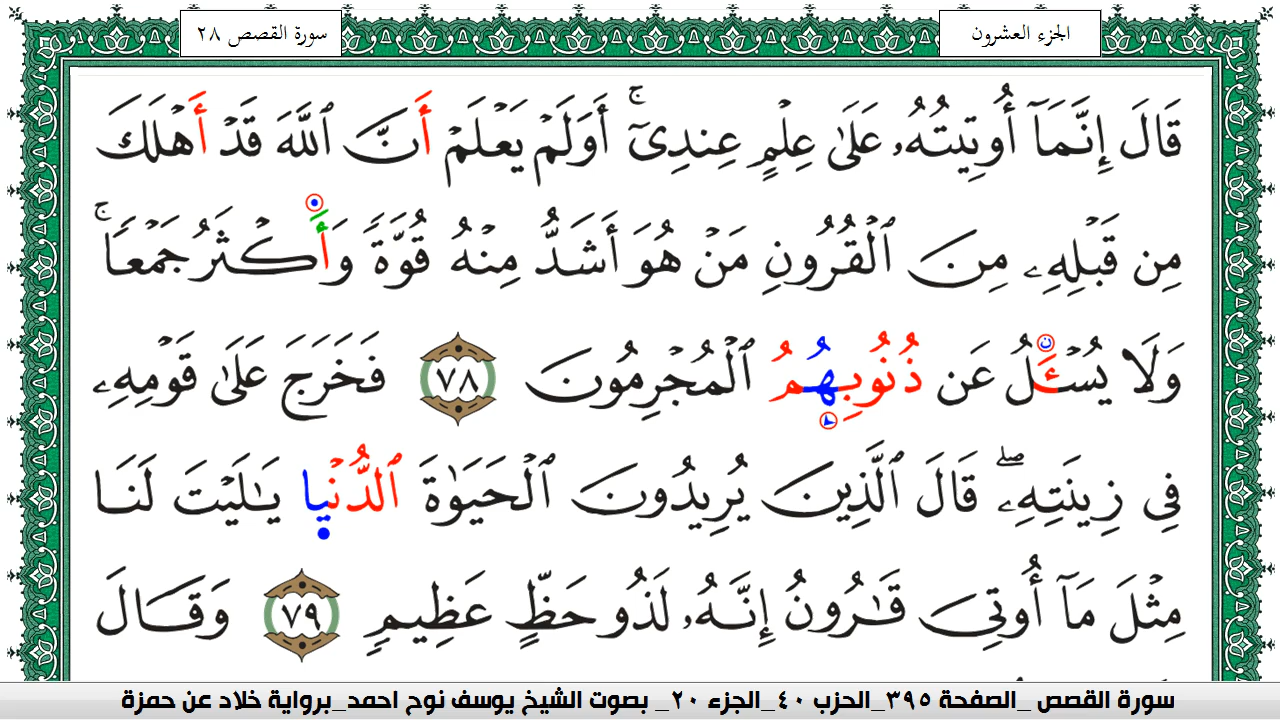 سورة القصص ٢٨
الجزء العشرون
قَالَ إِنَّمَآ أُوتِيتُهُۥ عَلَىٰ عِلْمٍ عِندِىٓ ۚ أَوَلَمْ يَعْلَمْ أَنَّ ٱللَّهَ قَدْ أَهْلَكَ
مِن قَبْلِهِۦ مِنَ ٱلْقُرُونِ مَنْ هُوَ أَشَدُّ مِنْهُ قُوَّةً وَأَكْثَرُ جَمْعًا ۚ
وَلَا يُسْـَٔلُ عَن ذُنُوبِهُمُ ٱلْمُجْرِمُونَ ٧٨ فَخَرَجَ عَلَىٰ قَوْمِهِۦ
فِى زِينَتِهِۦ ۖ قَالَ ٱلَّذِينَ يُرِيدُونَ ٱلْحَيَوٰةَ ٱلدُّنْيَا يَـٰلَيْتَ لَنَا
مِثْلَ مَآ أُوتِىَ قَـٰرُونُ إِنَّهُۥ لَذُو حَظٍّ عَظِيمٍ ٧٩ وَقَالَ
سورة القصص _الصفحة ٣٩٥_الحزب ٤٠_الجزء ٢٠_ بصوت الشيخ يوسف نوح احمد_برواية خلاد عن حمزة